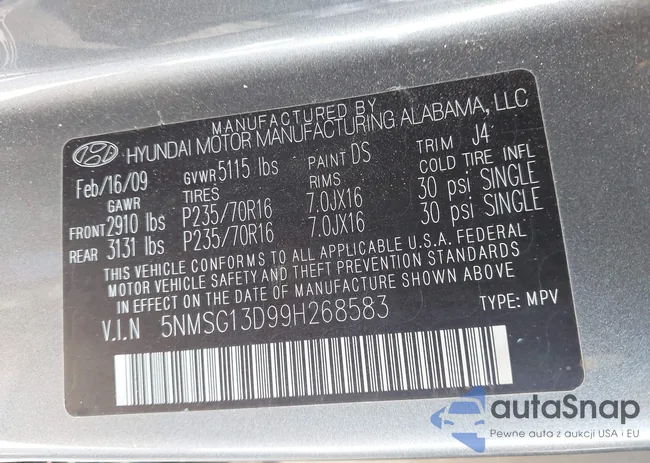 MANUFACTURED BY
HYUNDAI MOTOR MANUFACTURING ALABAMA, LLC
Feb/16/09 GVWR 5115 lbs PAINT DS TRIM J4
GAWR TIRES RIMS COLD TIRE INFL
FRONT 2910 lbs P235/70R16 7.0JX16 30 psi SINGLE
REAR 3131 lbs P235/70R16 7.0JX16 30 psi SINGLE
THIS VEHICLE CONFORMS TO ALL APPLICABLE U.S.A. FEDERAL
MOTOR VEHICLE SAFETY AND THEFT PREVENTION STANDARDS
IN EFFECT ON THE DATE OF MANUFACTURE SHOWN ABOVE
V.I.N 5NMSG13D99H268583 TYPE: MPV
autaSnap
Pewne auta z aukcji USA i EU